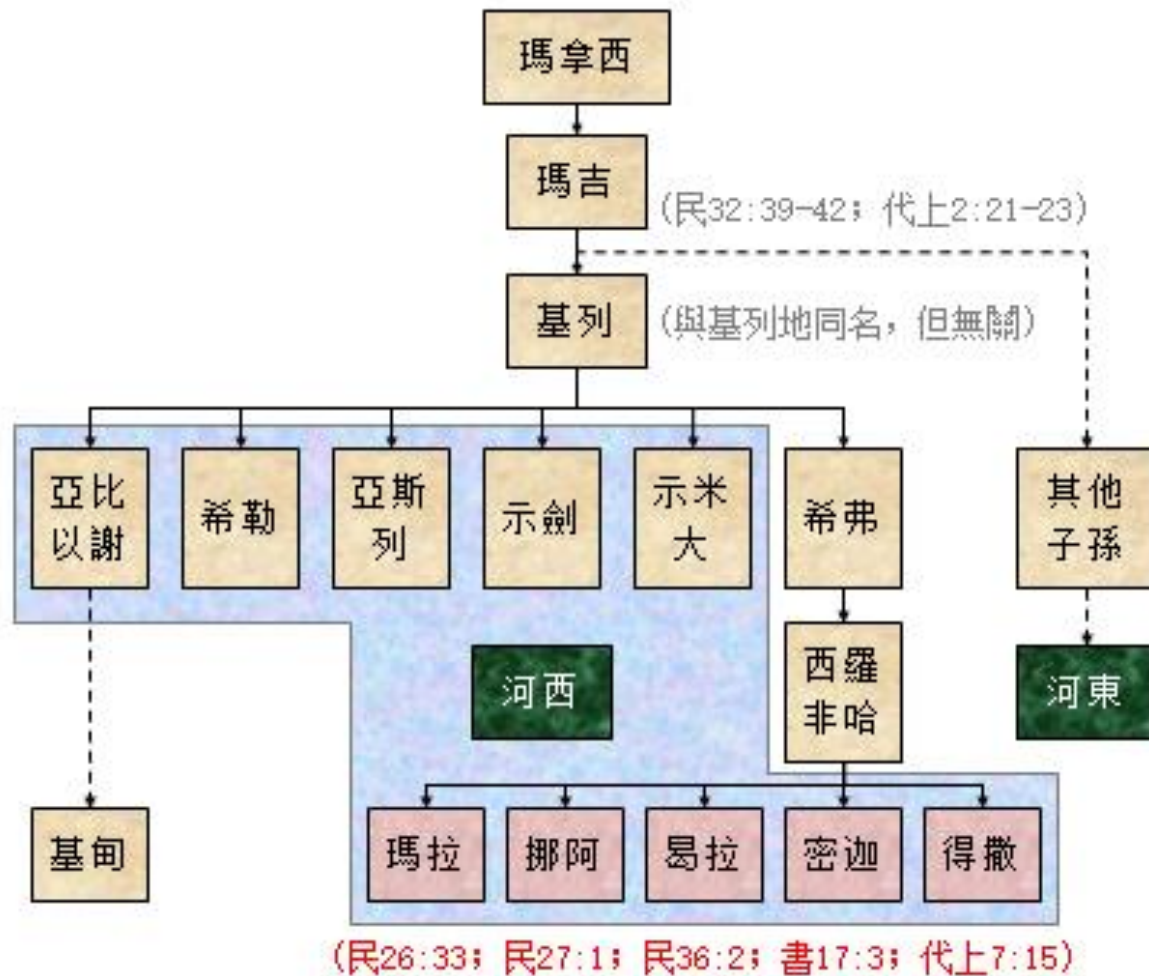 瑪拿西
瑪吉
(民32:39-42; 代上2:21-23)
基列
(與基列地同名，但無關)
亞比
以謝
希勒
亞斯
列
示劍
示米
大
希弗
其他
子孫
河西
西羅
非哈
河東
基甸
瑪拉
挪阿
曷拉
密迦
得撒
(民26:33; 民27:1; 民36:2; 書17:3; 代上7:15)